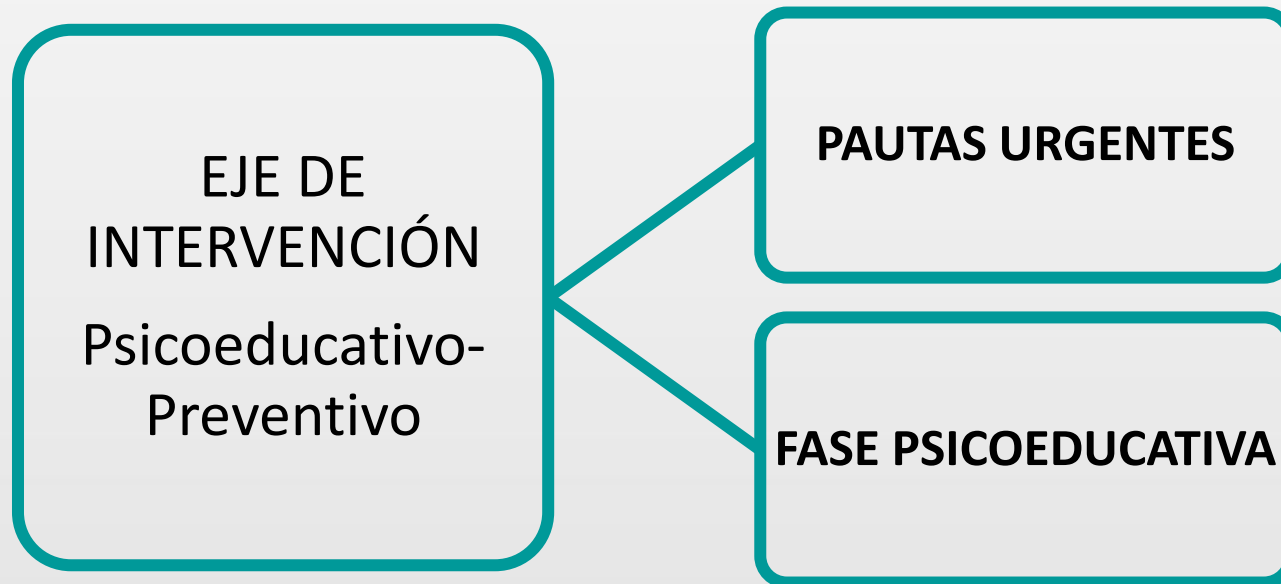 EJE DE
INTERVENCIÓN
Psicoeducativo-
Preventivo
PAUTAS URGENTES
FASE PSICOEDUCATIVA